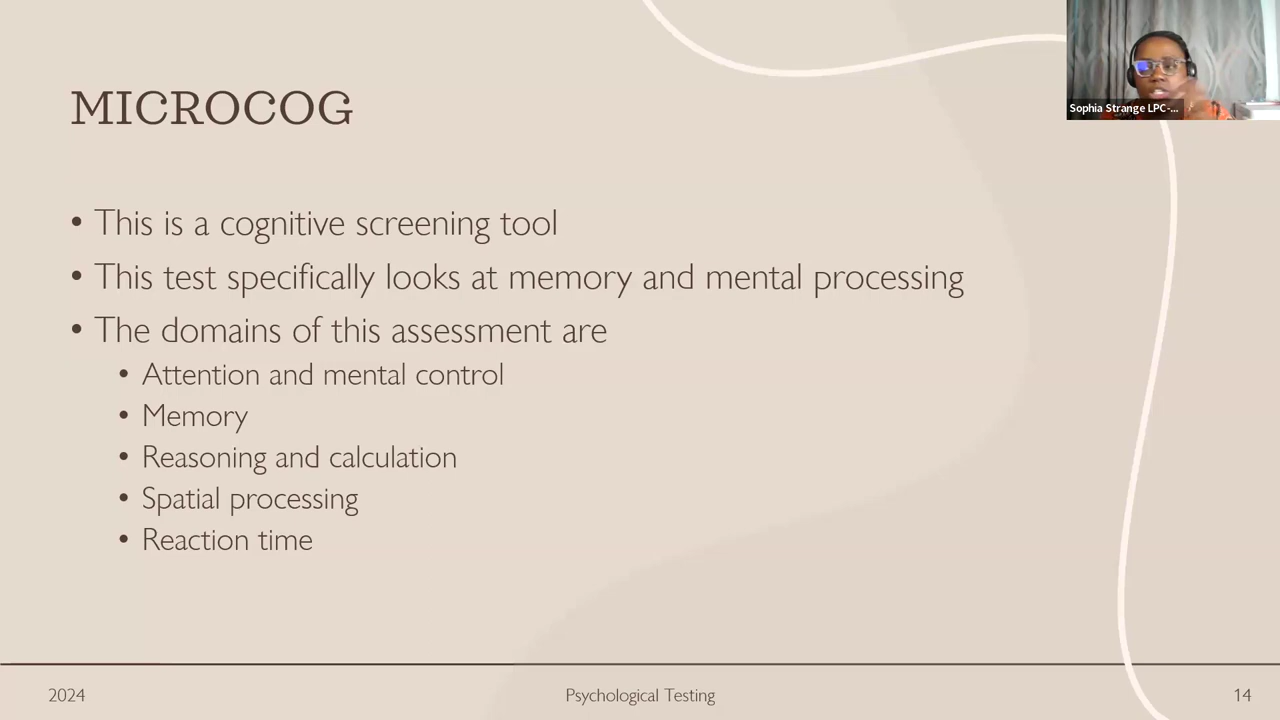 Sophia Strange LPC-...
MICROCOG
• This is a cognitive screening tool
• This test specifically looks at memory and mental processing
• The domains of this assessment are
• Attention and mental control
• Memory
• Reasoning and calculation
• Spatial processing
• Reaction time
2024
Psychological Testing
14